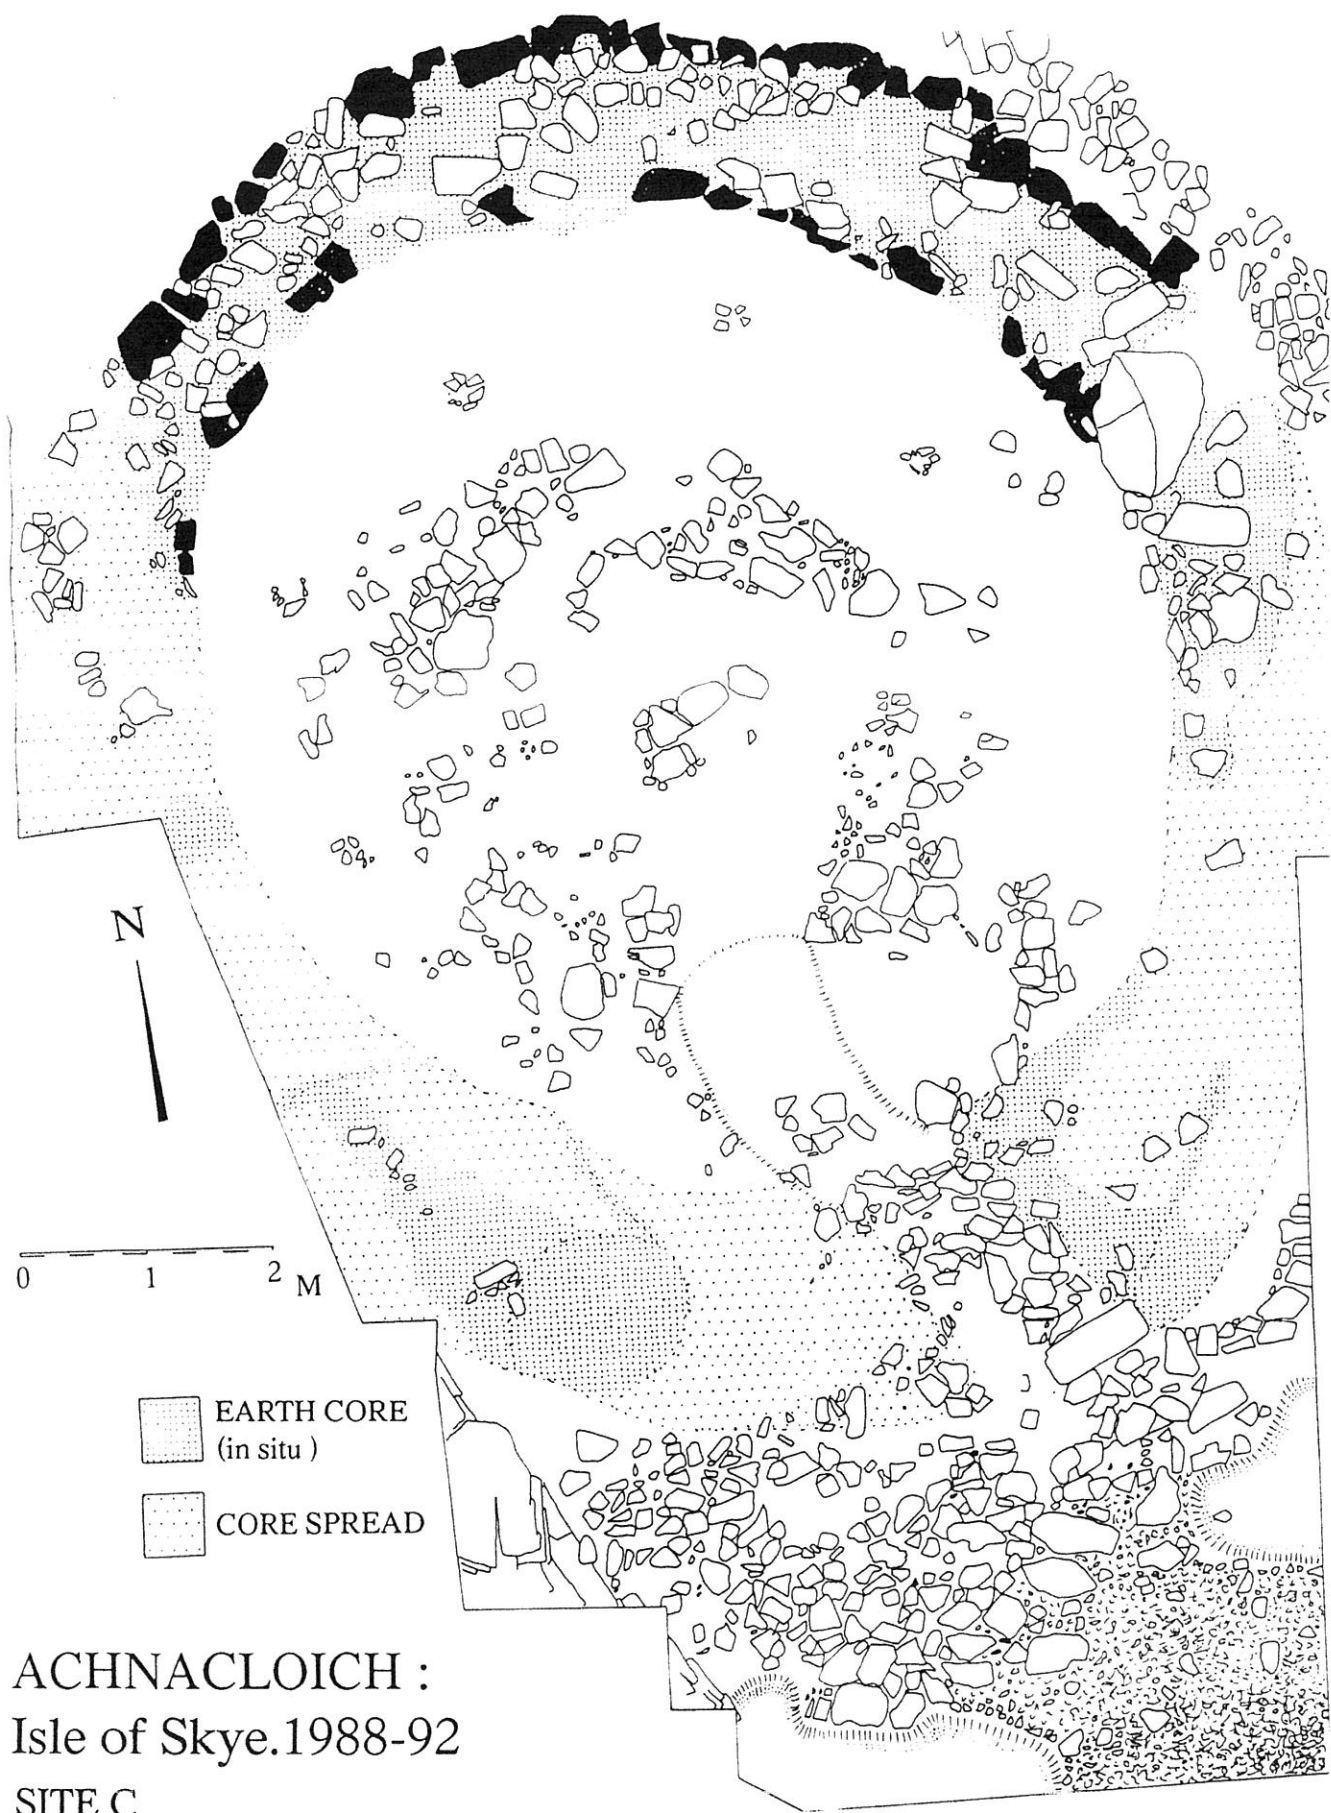 N
0 1 2 M
EARTH CORE
(in situ )
CORE SPREAD
ACHNACLOICH :
Isle of Skye.1988-92
SITE C